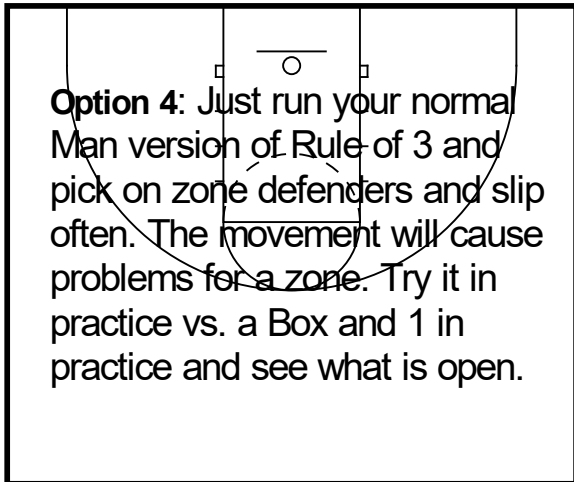 Option 4: Just run your normal
Man version of Rule of 3 and
pick on zone defenders and slip
often. The movement will cause
problems for a zone. Try it in
practice vs. a Box and 1 in
practice and see what is open.